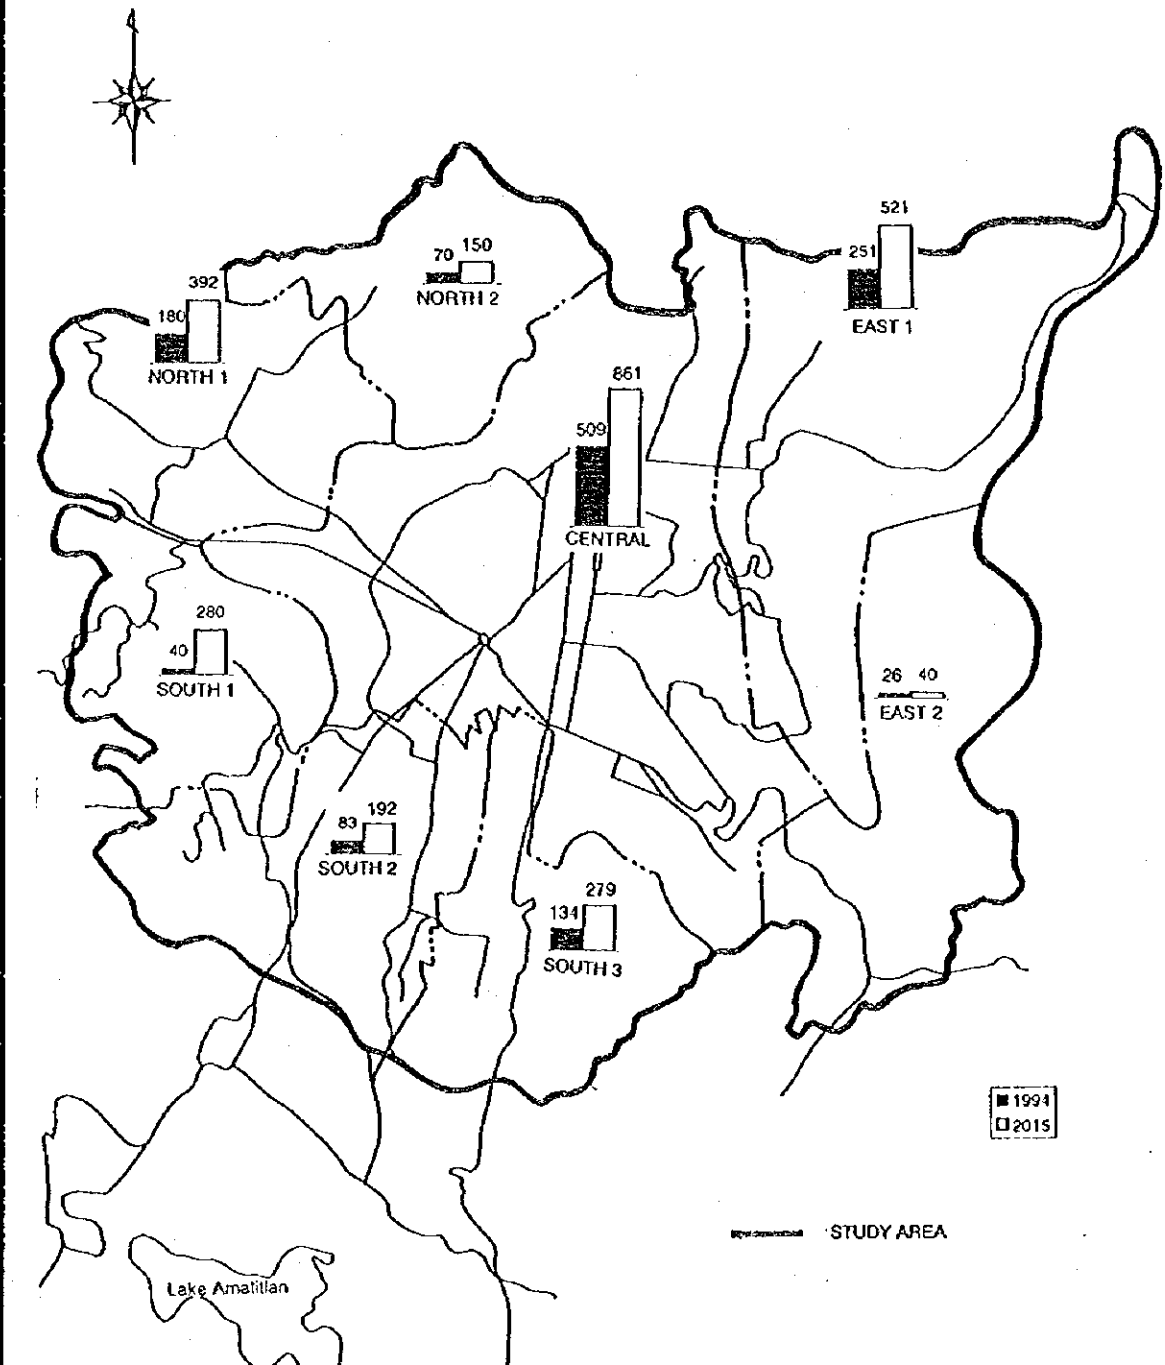 521
251
EAST 1
70 150
NORTH 2
392
180
NORTH 1
861
509
CENTRAL
280
40
SOUTH 1
26 40
EAST 2
192
83
SOUTH 2
279
134
SOUTH 3
1994
2015
STUDY AREA
Lake Amatitlan